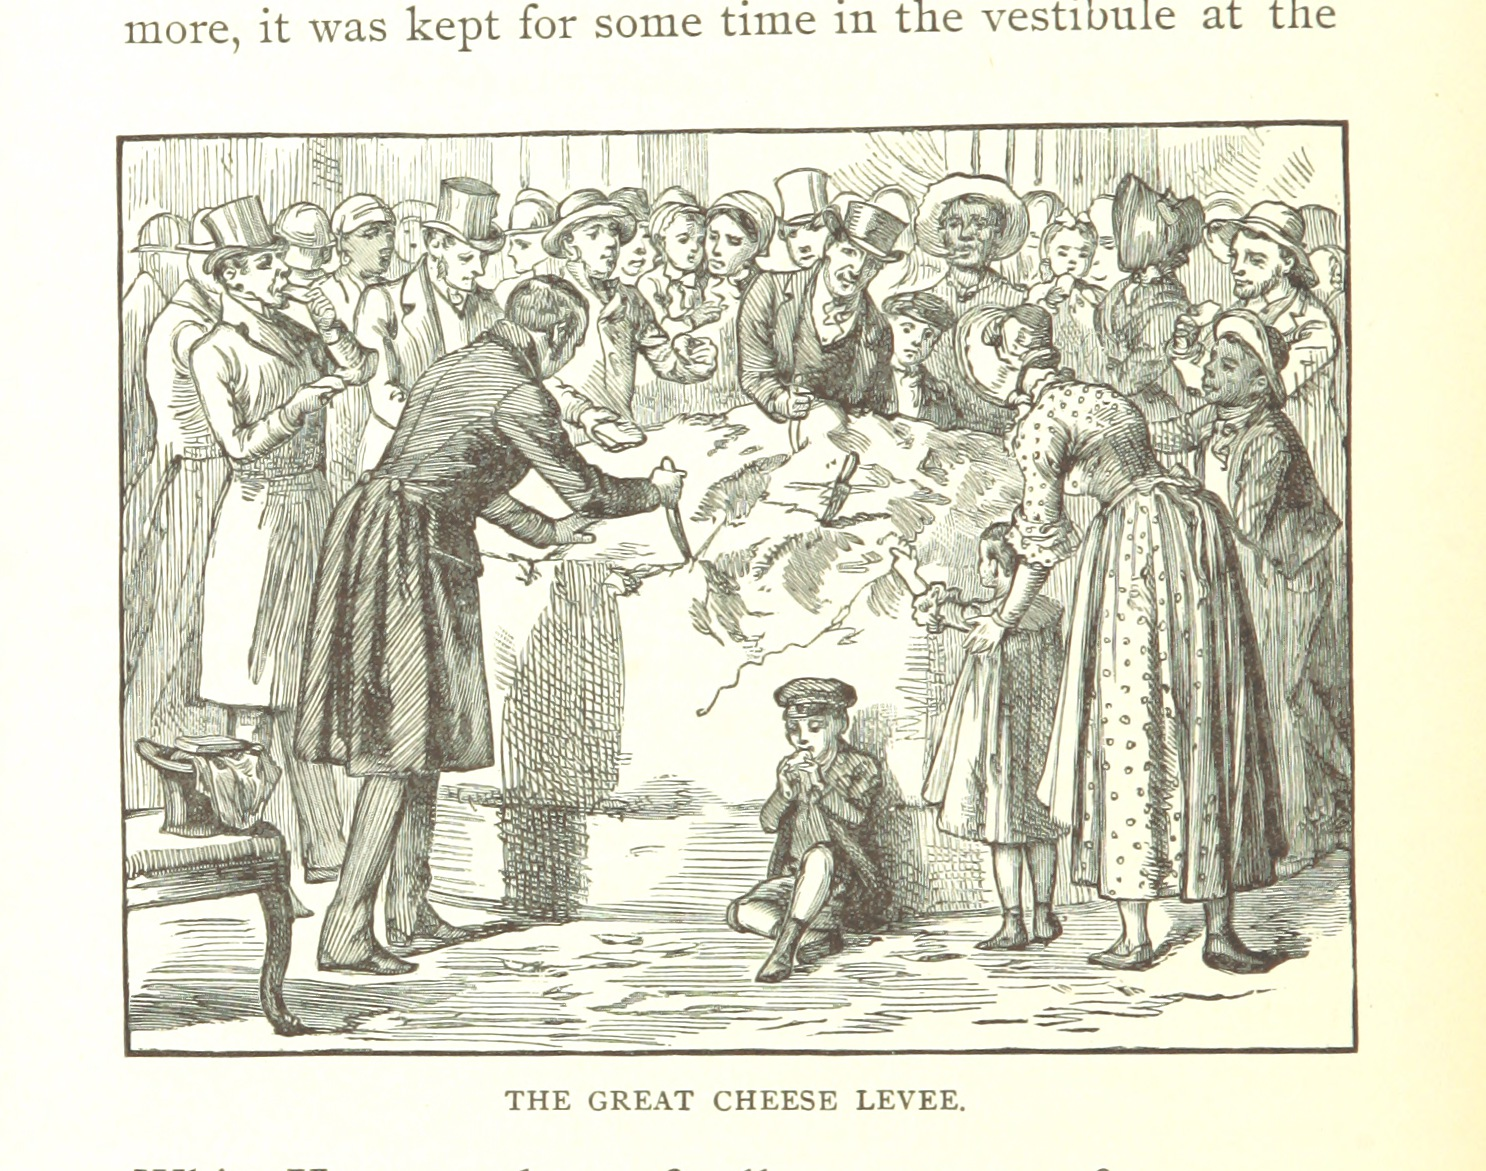 more, it was kept for some time in the vestibule at the
THE GREAT CHEESE LEVEE.